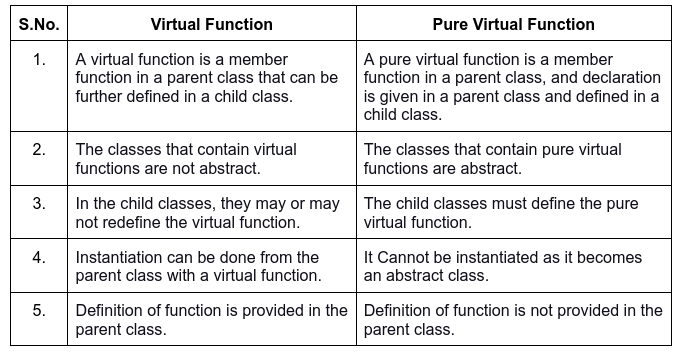 S.No. Virtual Function Pure Virtual Function
1. A virtual function is a member A pure virtual function is a member
function in a parent class that can be function in a parent class, and declaration
further defined in a child class. is given in a parent class and defined in a
child class.
2. The classes that contain virtual The classes that contain pure virtual
functions are not abstract. functions are abstract.
3. In the child classes, they may or may The child classes must define the pure
not redefine the virtual function. virtual function.
4. Instantiation can be done from the It Cannot be instantiated as it becomes
parent class with a virtual function. an abstract class.
5. Definition of function is provided in the Definition of function is not provided in the
parent class. parent class.